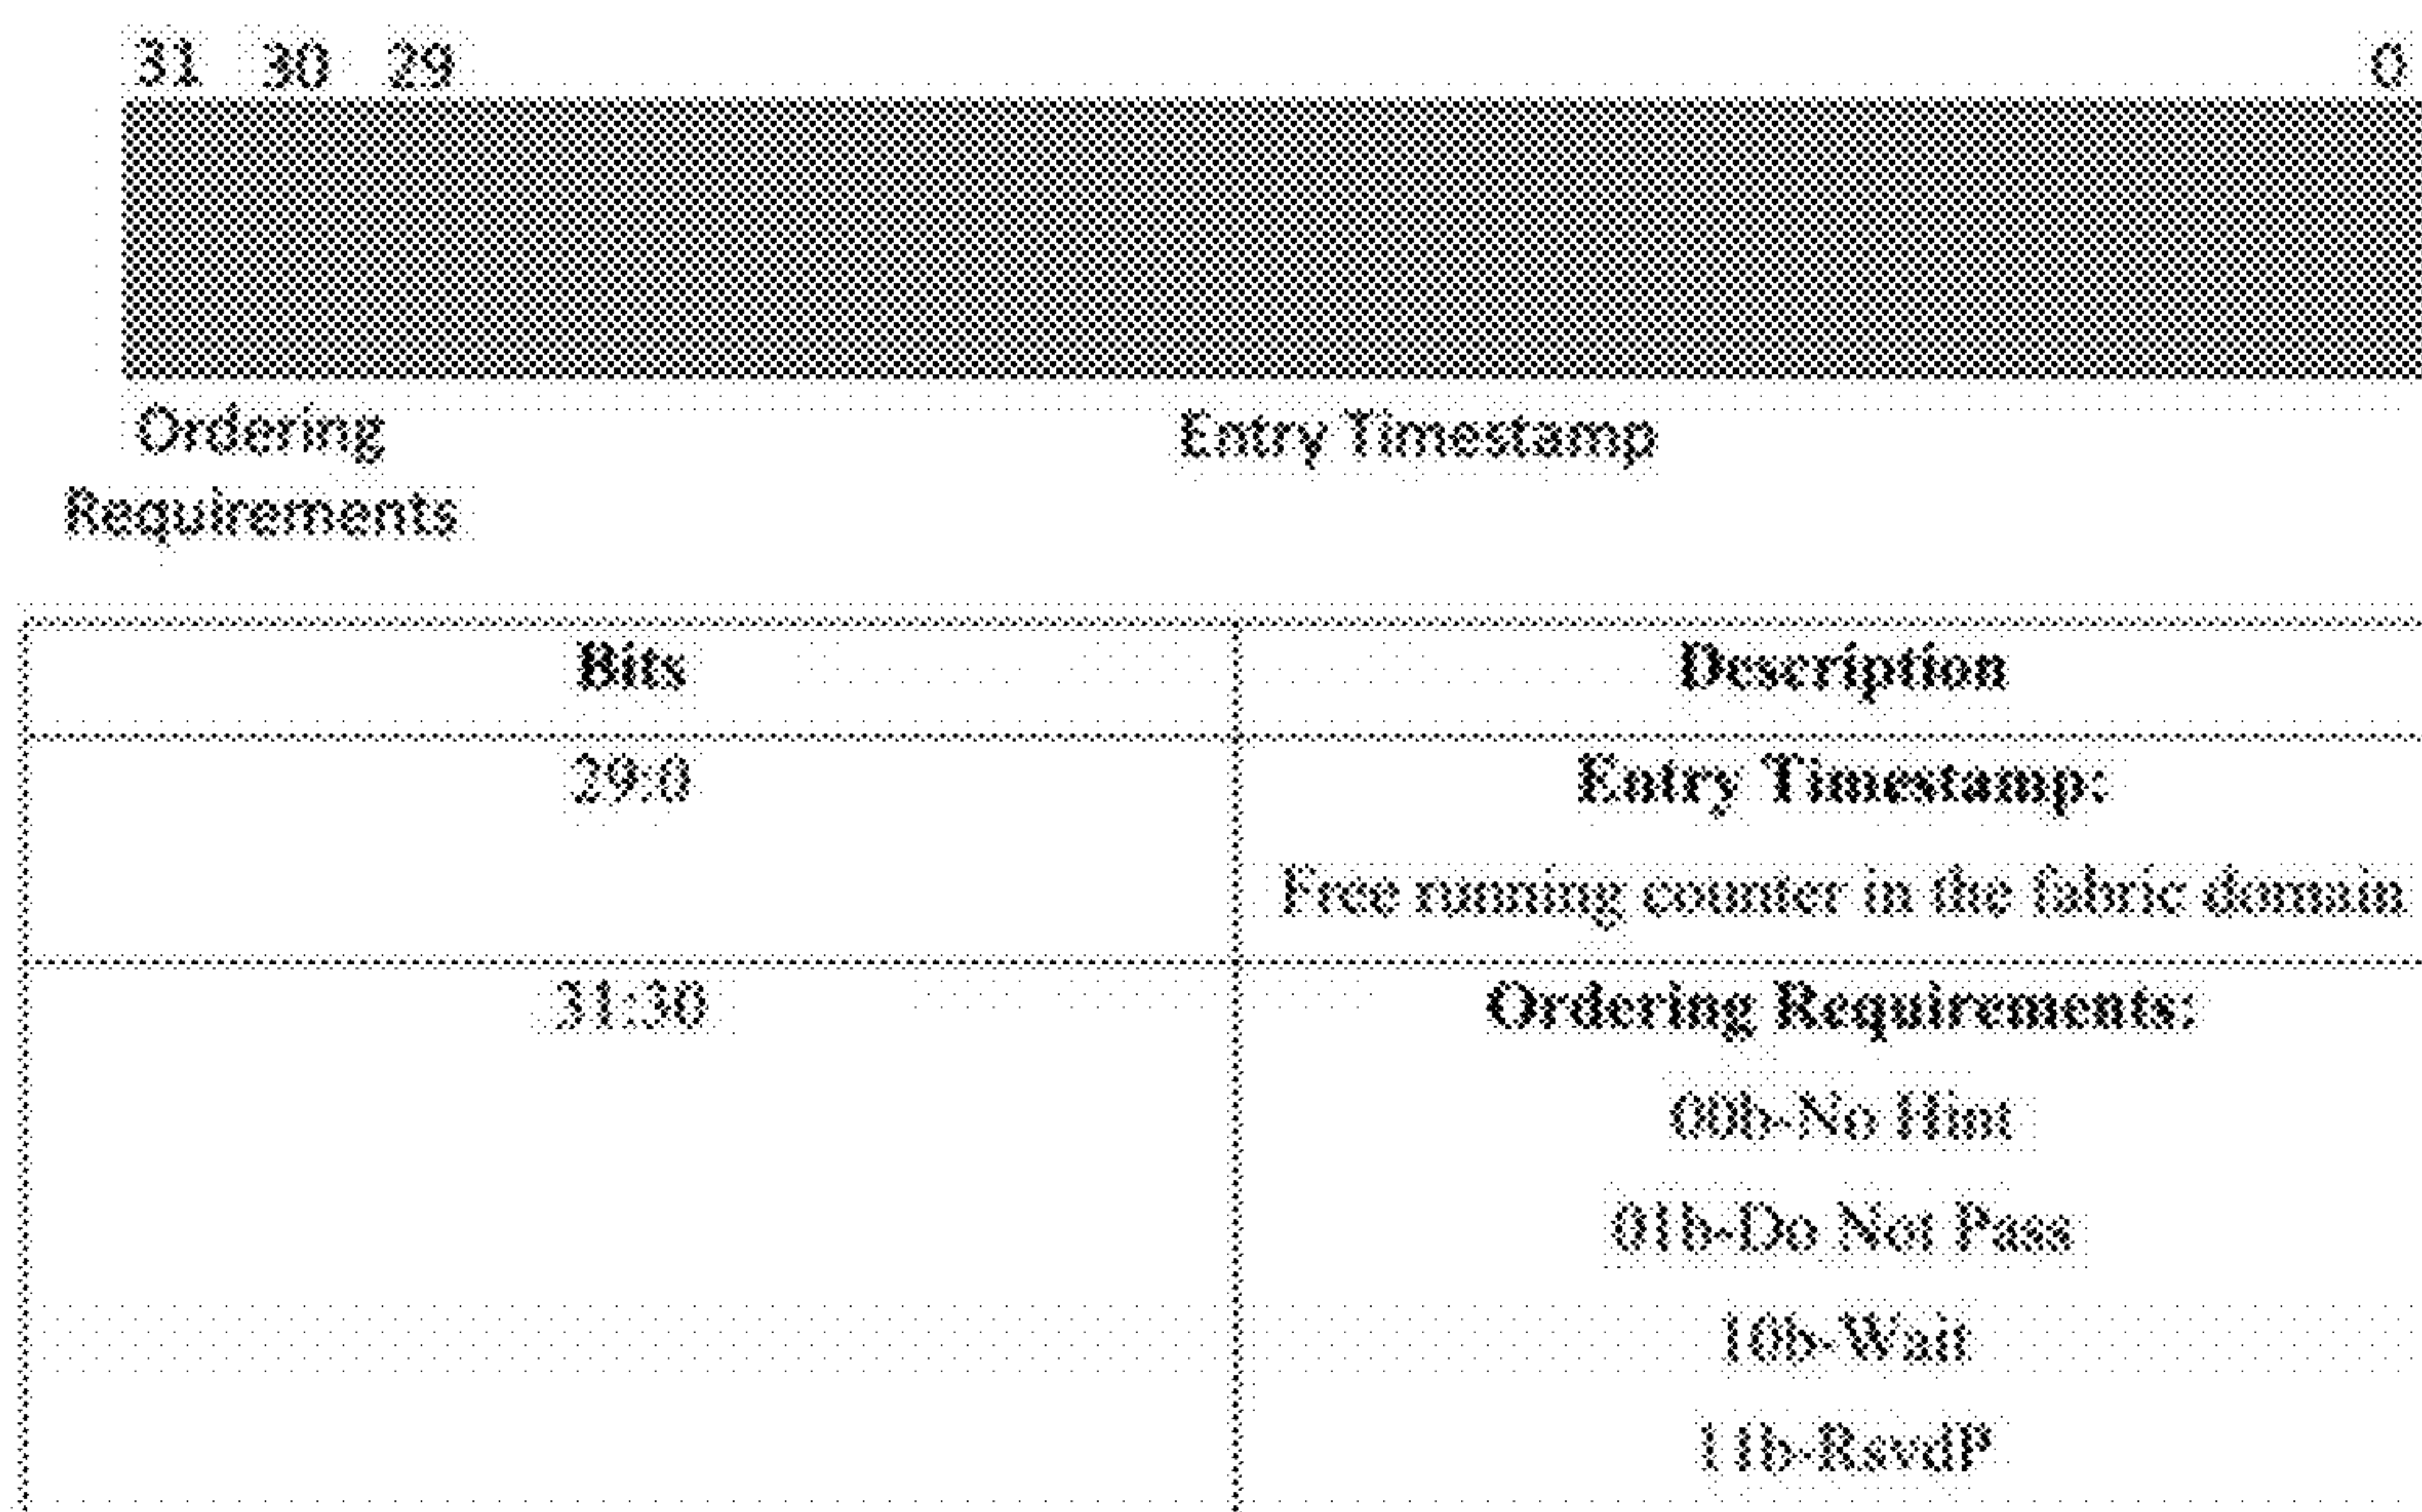 31 30 29 0
Ordering Entry Timestamp
Requirements
Bits Description
29:0 Entry Timestamp:
Free running counter in the fabric domain
31:30 Ordering Requirements:
00b-No Hint
01b-Do Not Pass
10b-Wait
11b-RsvdP